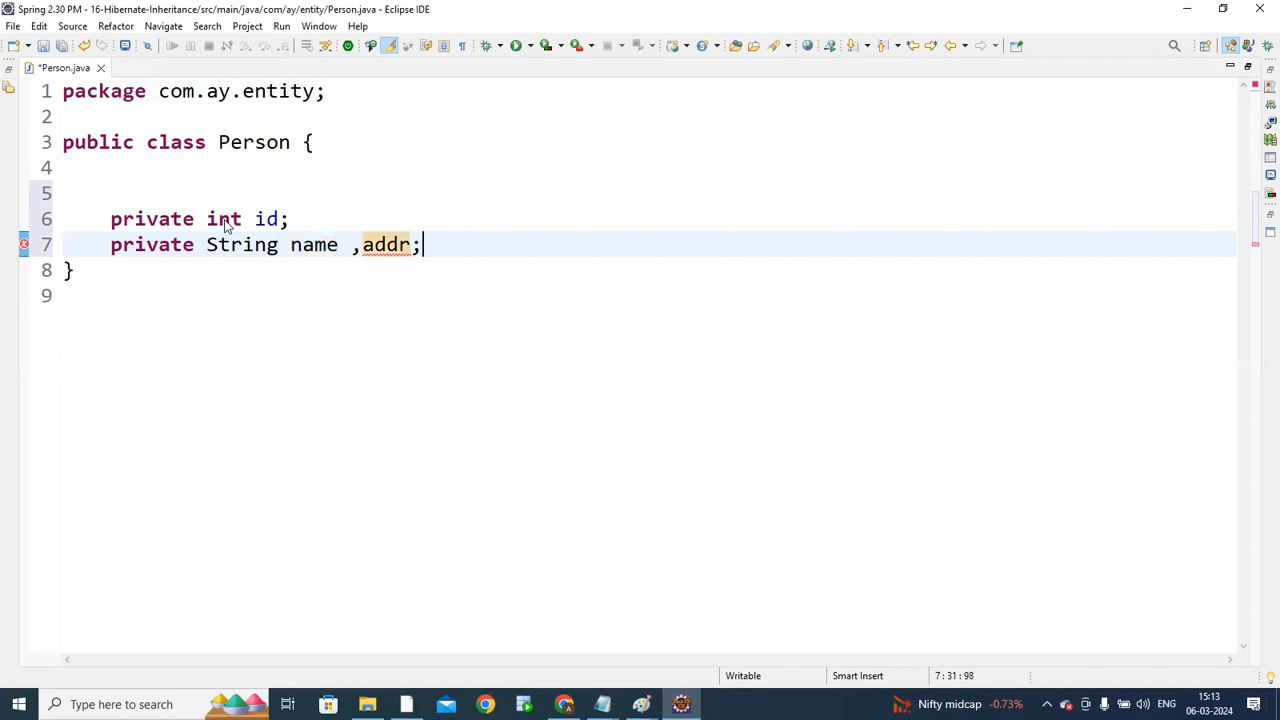 Spring 2.30 PM - 16-Hibernate-Inheritance/src/main/java/com/ay/entity/Person.java - Eclipse IDE
File Edit Source Refactor Navigate Search Project Run Window Help
*Person.java
1 package com.ay.entity;
2
3 public class Person {
4
5
6 private int id;
7 private String name ,addr;
8 }
9
Writable Smart Insert 7 : 31 : 98
Type here to search Nifty midcap -0.73% ENG 15:13
06-03-2024